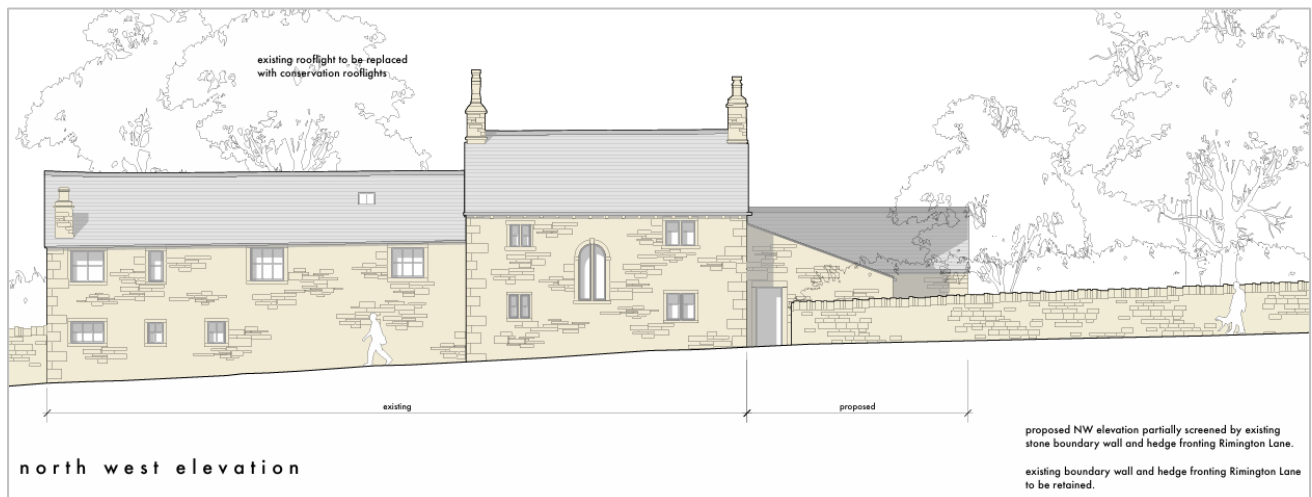 existing rooflight to be replaced
with conservation rooflights
existing
proposed
proposed NW elevation partially screened by existing
stone boundary wall and hedge fronting Rimington Lane.
existing boundary wall and hedge fronting Rimington Lane
to be retained.
north west elevation